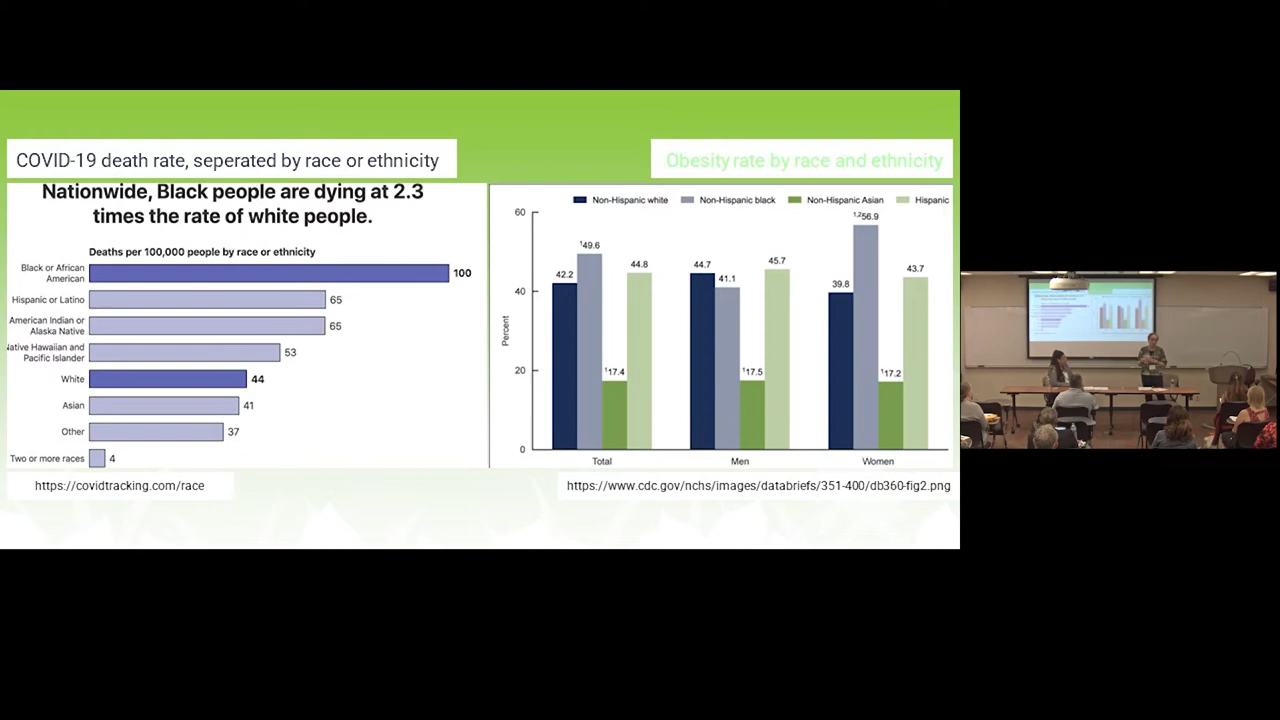 COVID-19 death rate, seperated by race or ethnicity
Nationwide, Black people are dying at 2.3
times the rate of white people.
Deaths per 100,000 people by race or ethnicity
Black or African
American
100
Hispanic or Latino
65
American Indian or
Alaska Native
65
Native Hawaiian and
Pacific Islander
53
White
44
Asian
41
Other
37
Two or more races
4
https://covidtracking.com/race
Obesity rate by race and ethnicity
Non-Hispanic white
Non-Hispanic black
Non-Hispanic Asian
Hispanic
Percent
60
40
20
0
42.2
¹49.6
¹17.4
44.8
44.7
41.1
¹17.5
45.7
39.8
¹,²56.9
¹17.2
43.7
Total
Men
Women
https://www.cdc.gov/nchs/images/databriefs/351-400/db360-fig2.png